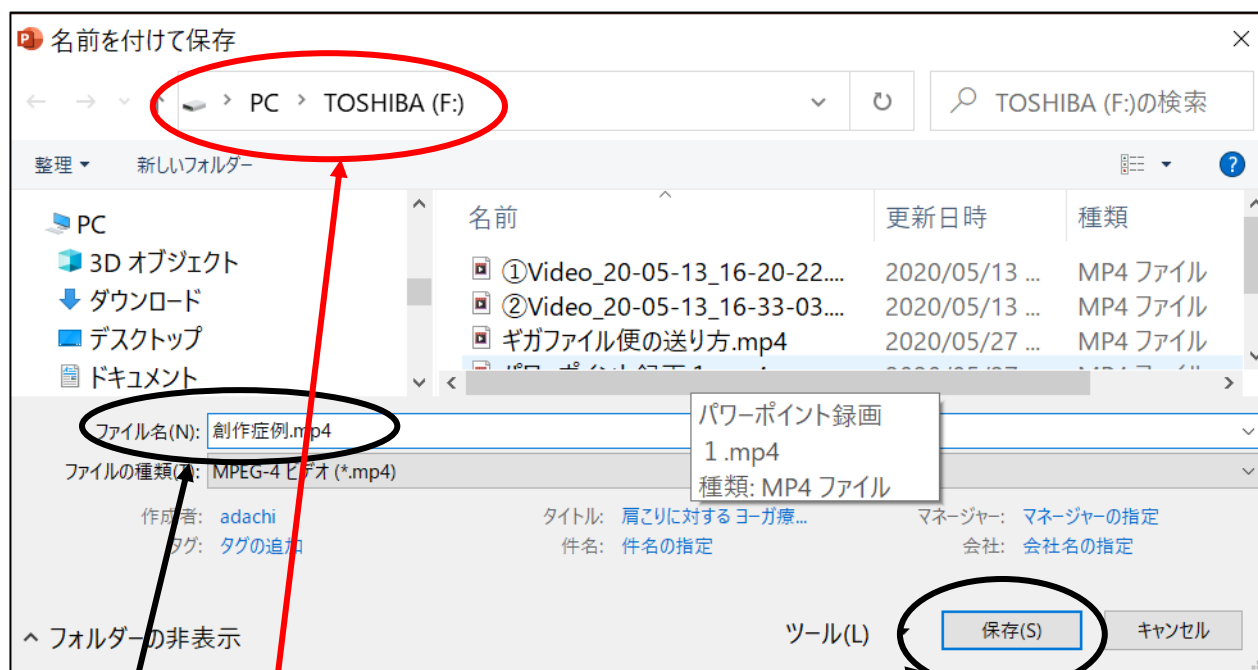 名前を付けて保存
PC > TOSHIBA (F:)
TOSHIBA (F:)の検索
整理
新しいフォルダー
PC
3D オブジェクト
ダウンロード
デスクトップ
ドキュメント
名前 更新日時 種類
①Video_20-05-13_16-20-22.... 2020/05/13 ... MP4 ファイル
②Video_20-05-13_16-33-03.... 2020/05/13 ... MP4 ファイル
ギガファイル便の送り方.mp4 2020/05/27 ... MP4 ファイル
パワーポイント録画
１.mp4
種類: MP4 ファイル
ファイル名(N): 創作症例.mp4
ファイルの種類(T): MPEG-4 ビデオ (*.mp4)
作成者: adachi
タイトル: 肩こりに対する ヨーガ療...
マネージャー: マネージャーの指定
タグ: タグの追加
件名: 件名の指定
会社: 会社名の指定
フォルダーの非表示
ツール(L)
保存(S)
キャンセル